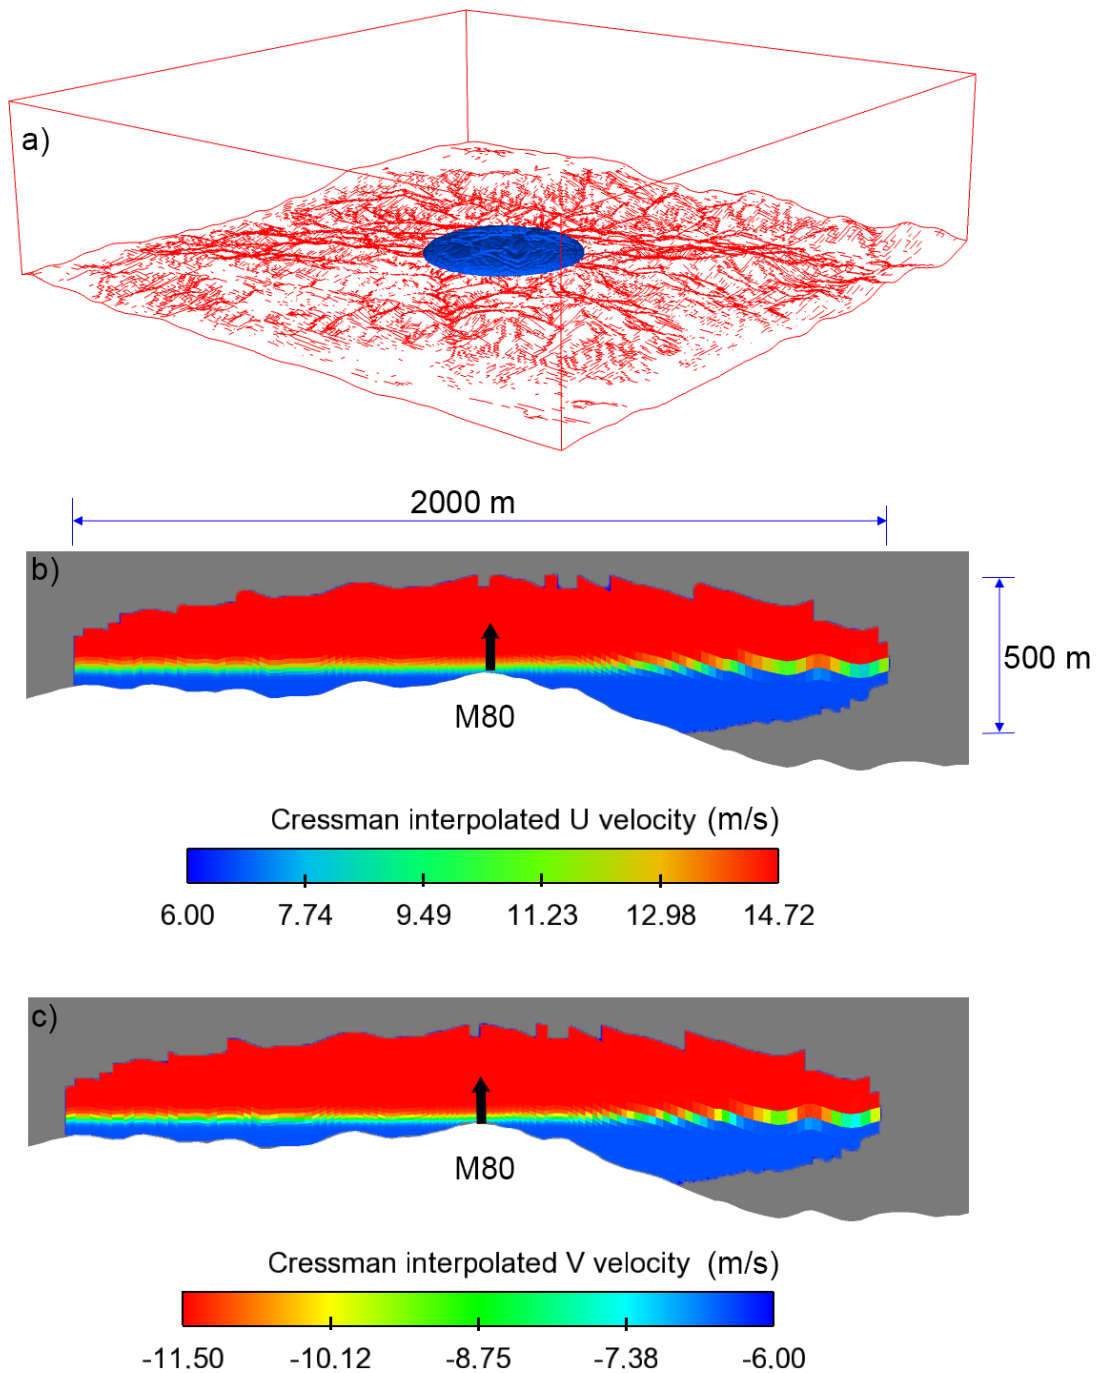 a)
2000 m
b)
500 m
M80
Cressman interpolated U velocity (m/s)
6.00 7.74 9.49 11.23 12.98 14.72
c)
M80
Cressman interpolated V velocity (m/s)
-11.50 -10.12 -8.75 -7.38 -6.00